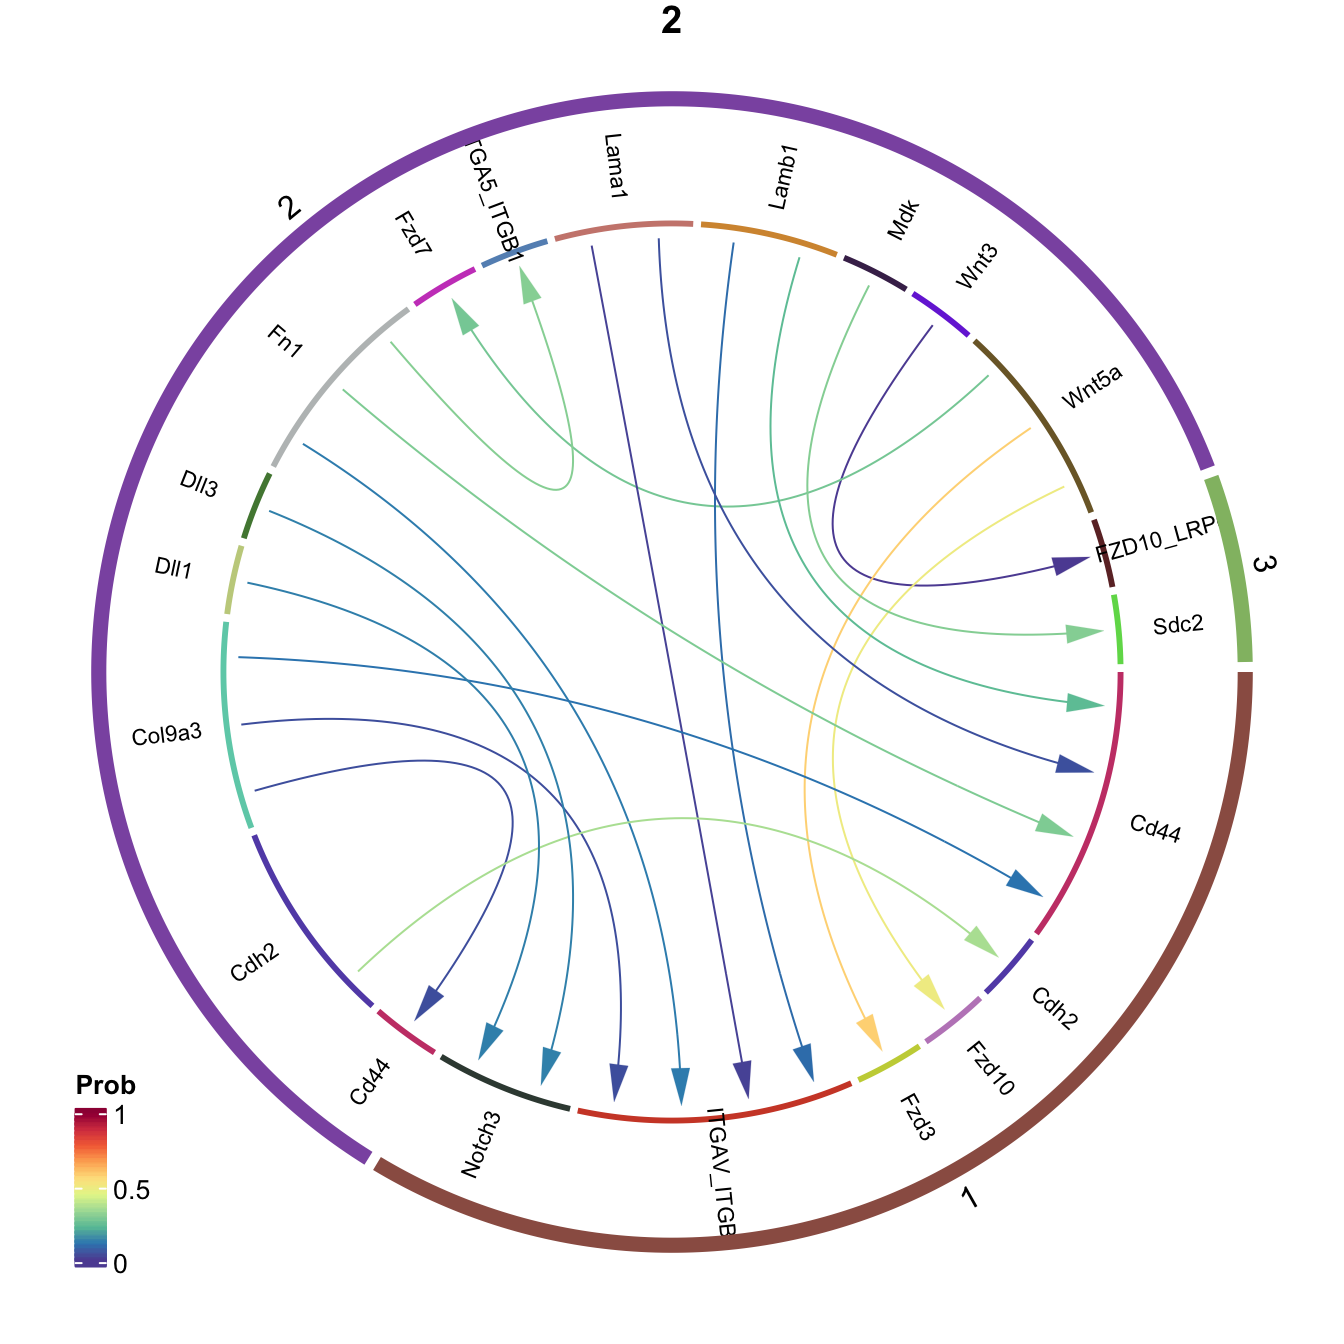 2
2
Lama1
Lamb1
TGA5_ITGB1
Mdk
Fzd7
Wnt3
Fn1
Wnt5a
Dll3
FZD10_LRP
3
Dll1
Sdc2
Col9a3
Cd44
Cdh2
Cdh2
Cd44
Fzd10
Notch3
Fzd3
ITGAV_ITGB
1
Prob
1
0.5
0